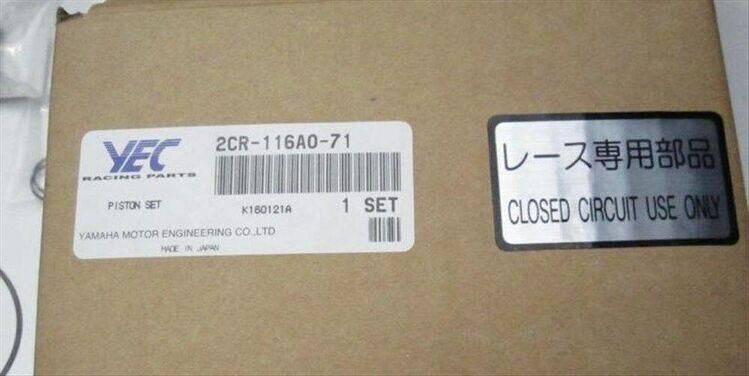 YEC
RACING PARTS
2CR-116A0-71
PISTON SET
K160121A
1 SET
YAMAHA MOTOR ENGINEERING CO.,LTD
MADE IN JAPAN
レース専用部品
CLOSED CIRCUIT USE ONLY